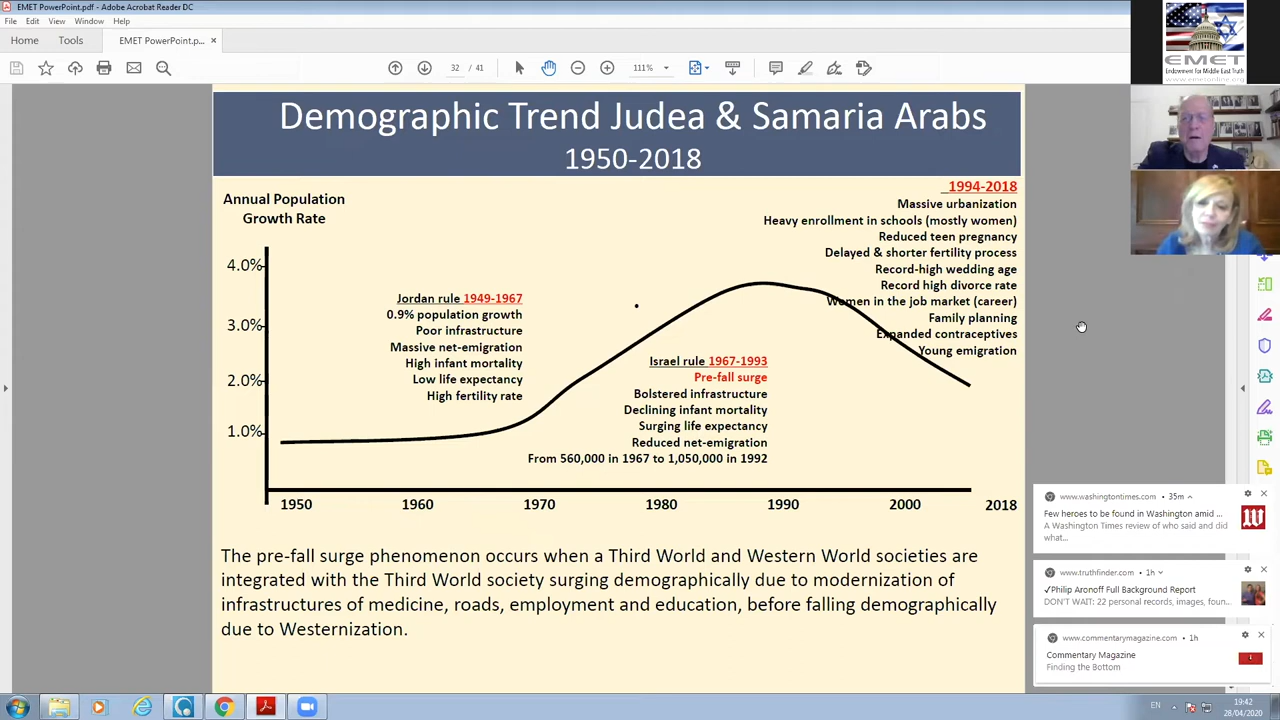 EMET PowerPoint.pdf - Adobe Acrobat Reader DC
File Edit View Window Help
Home Tools EMET PowerPoint.p...
32 111%
EMET
Endowment for Middle East Truth
www.emetonline.org
Demographic Trend Judea & Samaria Arabs
1950-2018
Annual Population
Growth Rate
4.0%
3.0%
2.0%
1.0%
Jordan rule 1949-1967
0.9% population growth
Poor infrastructure
Massive net-emigration
High infant mortality
Low life expectancy
High fertility rate
Israel rule 1967-1993
Pre-fall surge
Bolstered infrastructure
Declining infant mortality
Surging life expectancy
Reduced net-emigration
From 560,000 in 1967 to 1,050,000 in 1992
1994-2018
Massive urbanization
Heavy enrollment in schools (mostly women)
Reduced teen pregnancy
Delayed & shorter fertility process
Record-high wedding age
Record high divorce rate
Women in the job market (career)
Family planning
Expanded contraceptives
Young emigration
1950 1960 1970 1980 1990 2000 2018
The pre-fall surge phenomenon occurs when a Third World and Western World societies are
integrated with the Third World society surging demographically due to modernization of
infrastructures of medicine, roads, employment and education, before falling demographically
due to Westernization.
www.washingtontimes.com • 35m
Few heroes to be found in Washington amid ...
A Washington Times review of who said and did
what...
www.truthfinder.com • 1h
✓Philip Aronoff Full Background Report
DON'T WAIT: 22 personal records, images, foun...
www.commentarymagazine.com • 1h
Commentary Magazine
Finding the Bottom
EN
19:42
28/04/2020